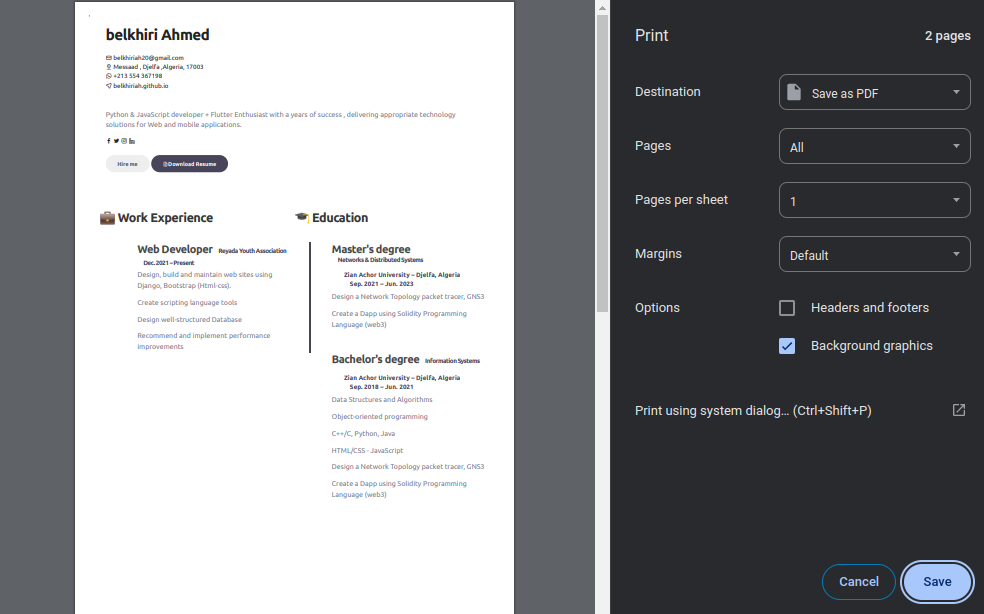 belkhiri Ahmed
belkhiriah20@gmail.com
Messaad , Djelfa ,Algeria, 17003
+213 554 367198
belkhiriah.github.io
Python & JavaScript developer + Flutter Enthusiast with a years of success , delivering appropriate technology
solutions for Web and mobile applications.
Hire me
Download Resume
Work Experience
Web Developer Reyada Youth Association
Dec. 2021 – Present
Design, build and maintain web sites using
Django, Bootstrap (Html-css).
Create scripting language tools
Design well-structured Database
Recommend and implement performance
improvements
Education
Master's degree
Networks & Distributed Systems
Zian Achor University – Djelfa, Algeria
Sep. 2021 – Jun. 2023
Design a Network Topology packet tracer, GNS3
Create a Dapp using Solidity Programming
Language (web3)
Bachelor's degree Information Systems
Zian Achor University – Djelfa, Algeria
Sep. 2018 – Jun. 2021
Data Structures and Algorithms
Object-oriented programming
C++/C, Python, Java
HTML/CSS - JavaScript
Design a Network Topology packet tracer, GNS3
Create a Dapp using Solidity Programming
Language (web3)
Print
2 pages
Destination
Save as PDF
Pages
All
Pages per sheet
1
Margins
Default
Options
Headers and footers
Background graphics
Print using system dialog... (Ctrl+Shift+P)
Cancel
Save